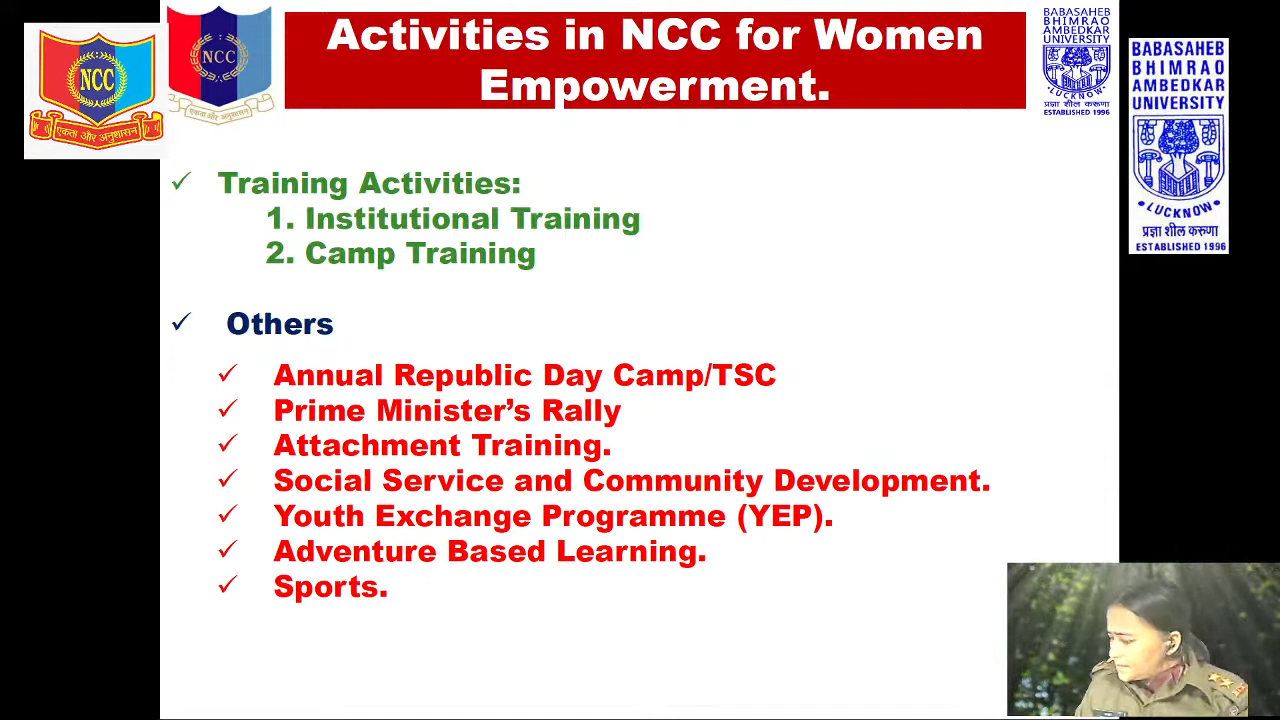 NCC
एकता और अनुशासन
NCC
एकता और अनुशासन
Activities in NCC for Women
Empowerment.
BABASAHEB
BHIMRAO
AMBEDKAR
UNIVERSITY
LUCKNOW
प्रज्ञा शील करुणा
ESTABLISHED 1996
BABASAHEB
BHIMRAO
AMBEDKAR
UNIVERSITY
LUCKNOW
प्रज्ञा शील करुणा
ESTABLISHED 1996
✓ Training Activities:
1. Institutional Training
2. Camp Training
✓ Others
✓ Annual Republic Day Camp/TSC
✓ Prime Minister’s Rally
✓ Attachment Training.
✓ Social Service and Community Development.
✓ Youth Exchange Programme (YEP).
✓ Adventure Based Learning.
✓ Sports.